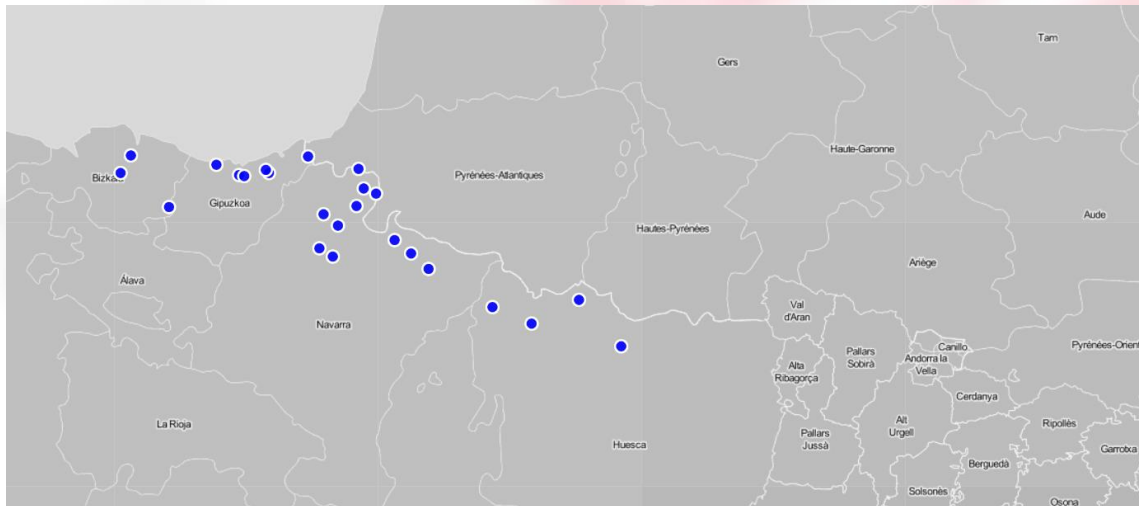 Tarn
Gers
Haute-Garonne
Bizkaia
Pyrénées-Atlantiques
Gipuzkoa
Aude
Hautes-Pyrénées
Ariège
Álava
Val
d'Aran
Navarra
Canillo
Pyrénées-Orient
Pallars
Sobirà
Andorra la
Vella
Alta
Ribagorça
Cerdanya
La Rioja
Alt
Urgell
Ripollès
Pallars
Jussà
Huesca
Garrotxa
Berguedà
Solsonès
Osona